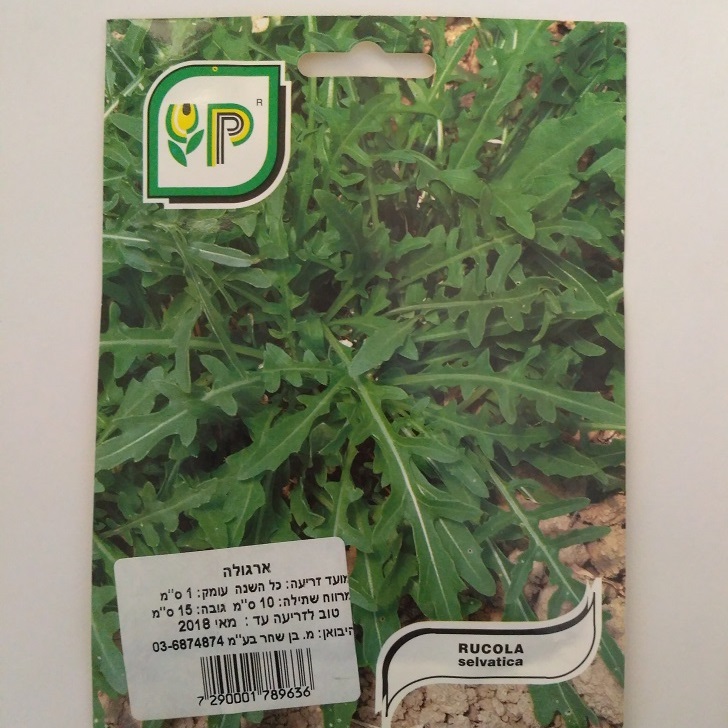 P
R
ארגולה
מועד זריעה: כל השנה עומק: 1 ס''מ
מרווח שתילה: 10 ס''מ גובה: 15 ס''מ
טוב לזריעה עד : מאי 2018
היבואן: מ. בן שחר בע''מ 03-6874874
7 290001 789636
RUCOLA
selvatica